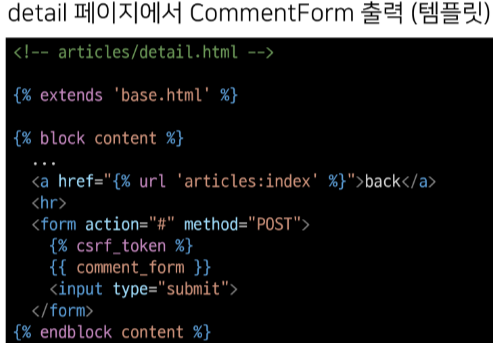 detail 페이지에서 CommentForm 출력 (템플릿)
<!-- articles/detail.html -->
{% extends 'base.html' %}
{% block content %}
...
<a href="{% url 'articles:index' %}">back</a>
<hr>
<form action="#" method="POST">
{% csrf_token %}
{{ comment_form }}
<input type="submit">
</form>
{% endblock content %}